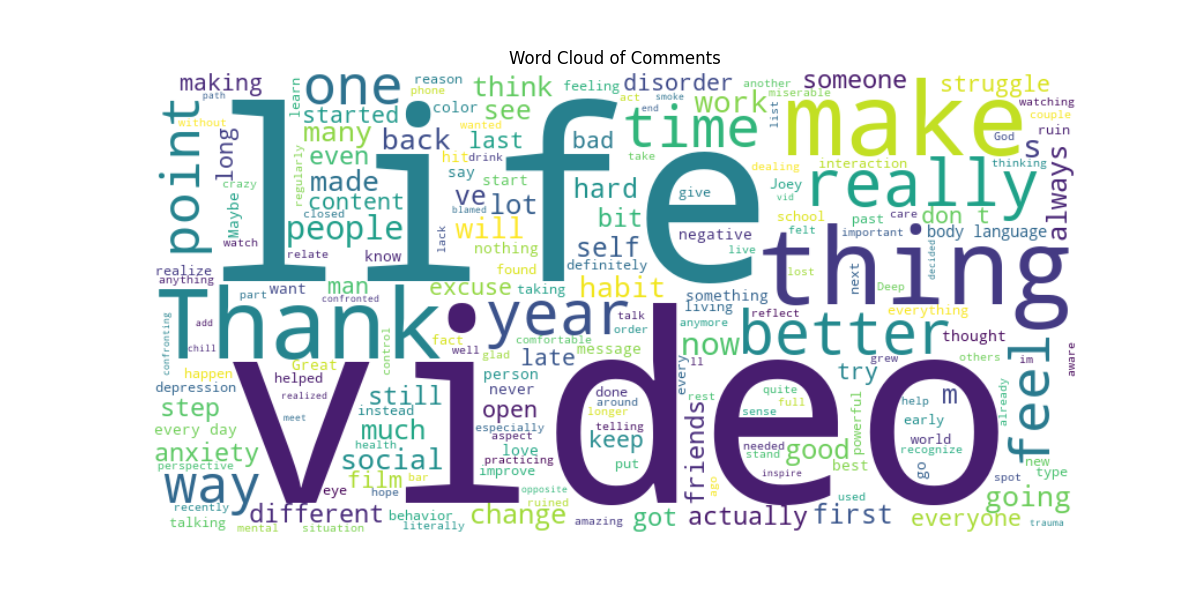 Word Cloud of Comments
making
one
reason
phone
think
feeling
disorder
another
someone
struggle
path
learn
color
see
act
miserable
watching
without
started
wanted
end
smoke
work
list
make
couple
point
long
many
back
last
bad
time
God
s
ruin
life
even
hit
drink
take
dealing
interaction
thinking
crazy
regularly
made
say
start
hard
give
Joey
really
always
Maybe
content
ve
lot
vid
school
past
care
don t
closed
blamed
will
bit
felt
important
body language
watch
people
lack
nothing
self
negative
live
relate
know
found
definitely
lost
thing
next
decided
realize
anything
man
excuse
taking
habit
something
living
Deep
everything
want
part
confronted
Thank
year
talk
order
reflect
anymore
better
thought
confronting
add
chill
control
fact
well
glad
comfortable
message
now
feel
Great
late
every
ll
try
grew
others
im
aware
happen
helped
person
depression
realized
still
never
done
rest
quite
full
help
m
already
step
meet
instead
open
around
longer
sense
powerful
early
every day
much
especially
telling
friends
world
video
anxiety
health
aspect
love
keep
needed
stand
good
recognize
perspective
social
practicing
improve
put
best
go
spot
new
type
way
eye
film
bar
opposite
inspire
ago
used
going
recently
hope
ruined
different
behavior
change
amazing
got
actually
first
everyone
talking
mental
situation
literally
trauma